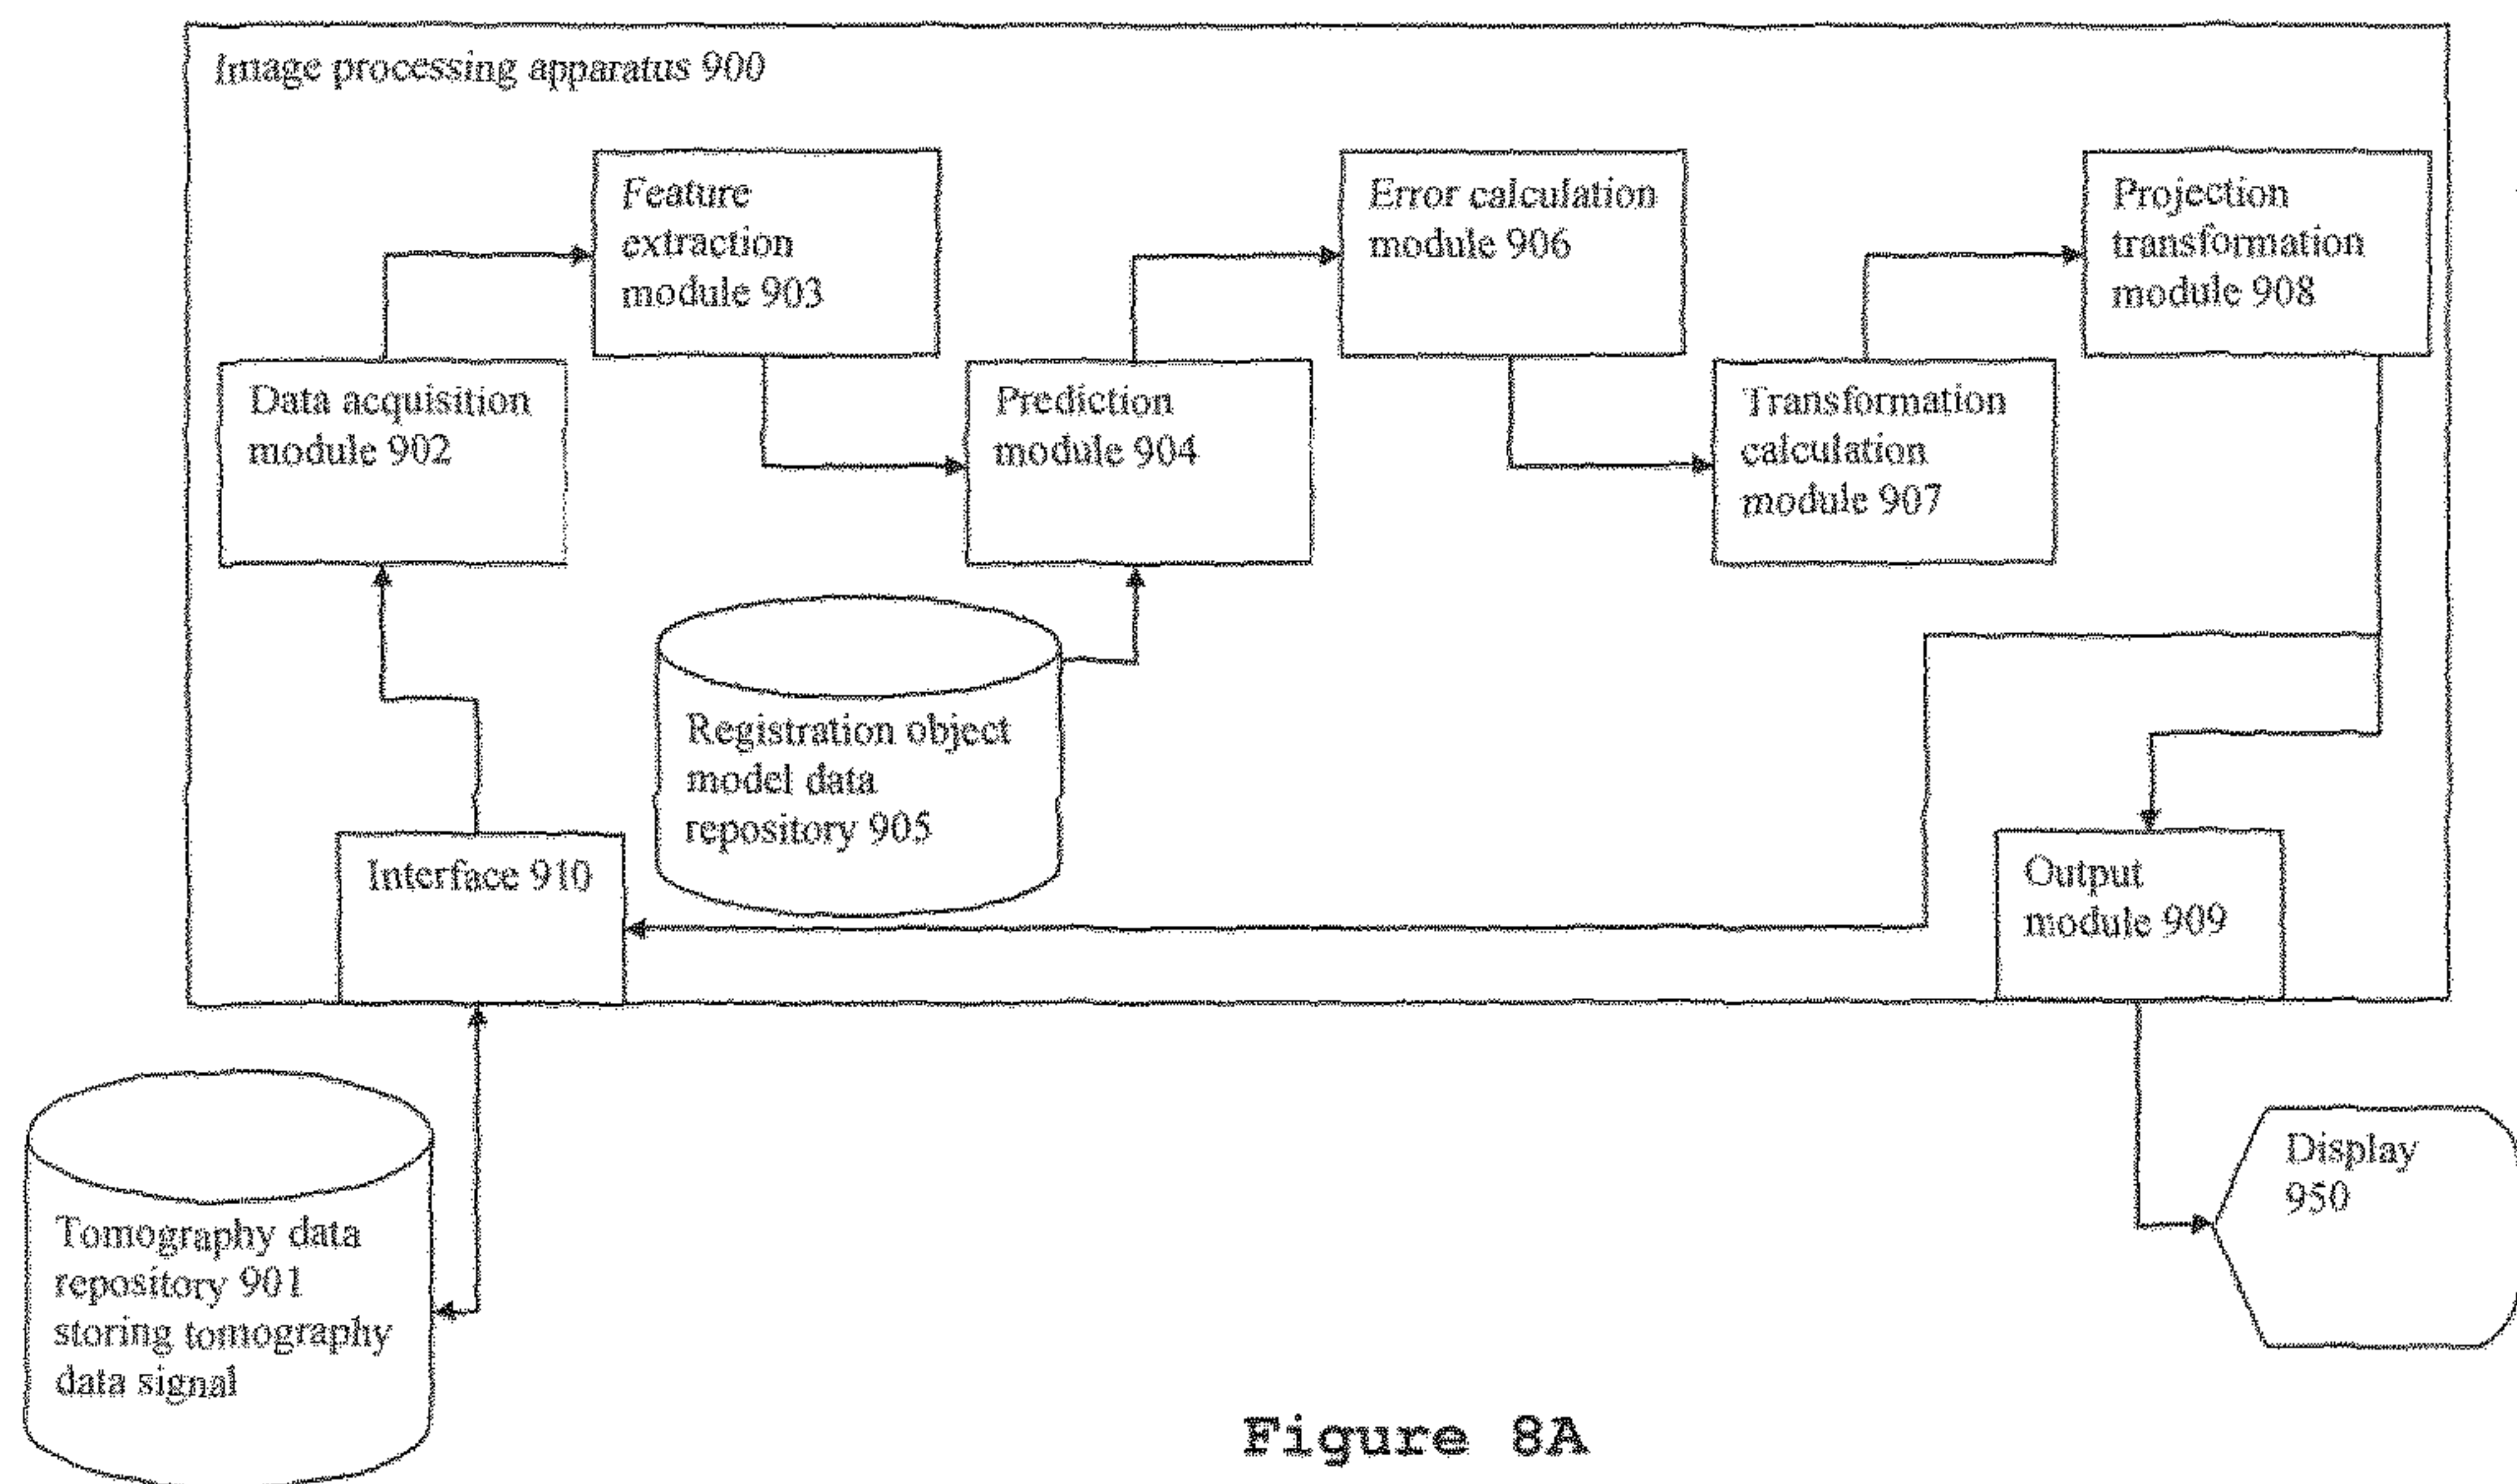 Image processing apparatus 900
Feature
extraction
module 903
Error calculation
module 906
Projection
transformation
module 908
Data acquisition
module 902
Prediction
module 904
Transformation
calculation
module 907
Registration object
model data
repository 905
Interface 910
Output
module 909
Tomography data
repository 901
storing tomography
data signal
Display
950
Figure 8A